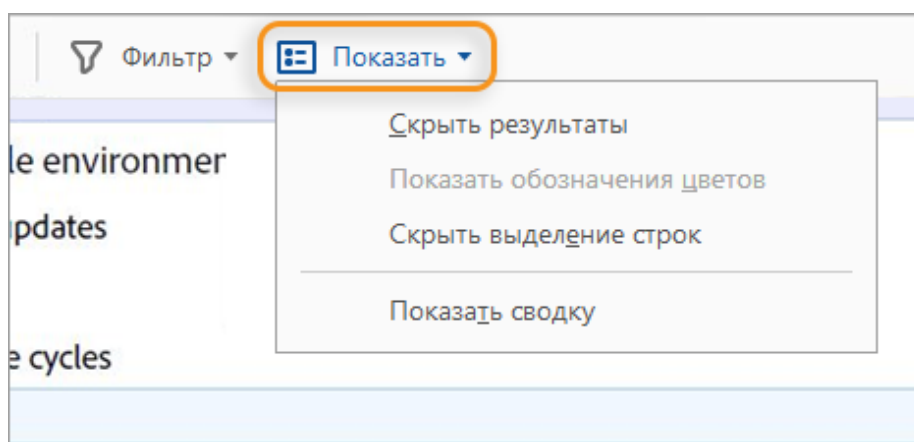 Фильтр Показать
Скрыть результаты
le environmer
Показать обозначения цветов
pdates
Скрыть выделение строк
Показать сводку
e cycles